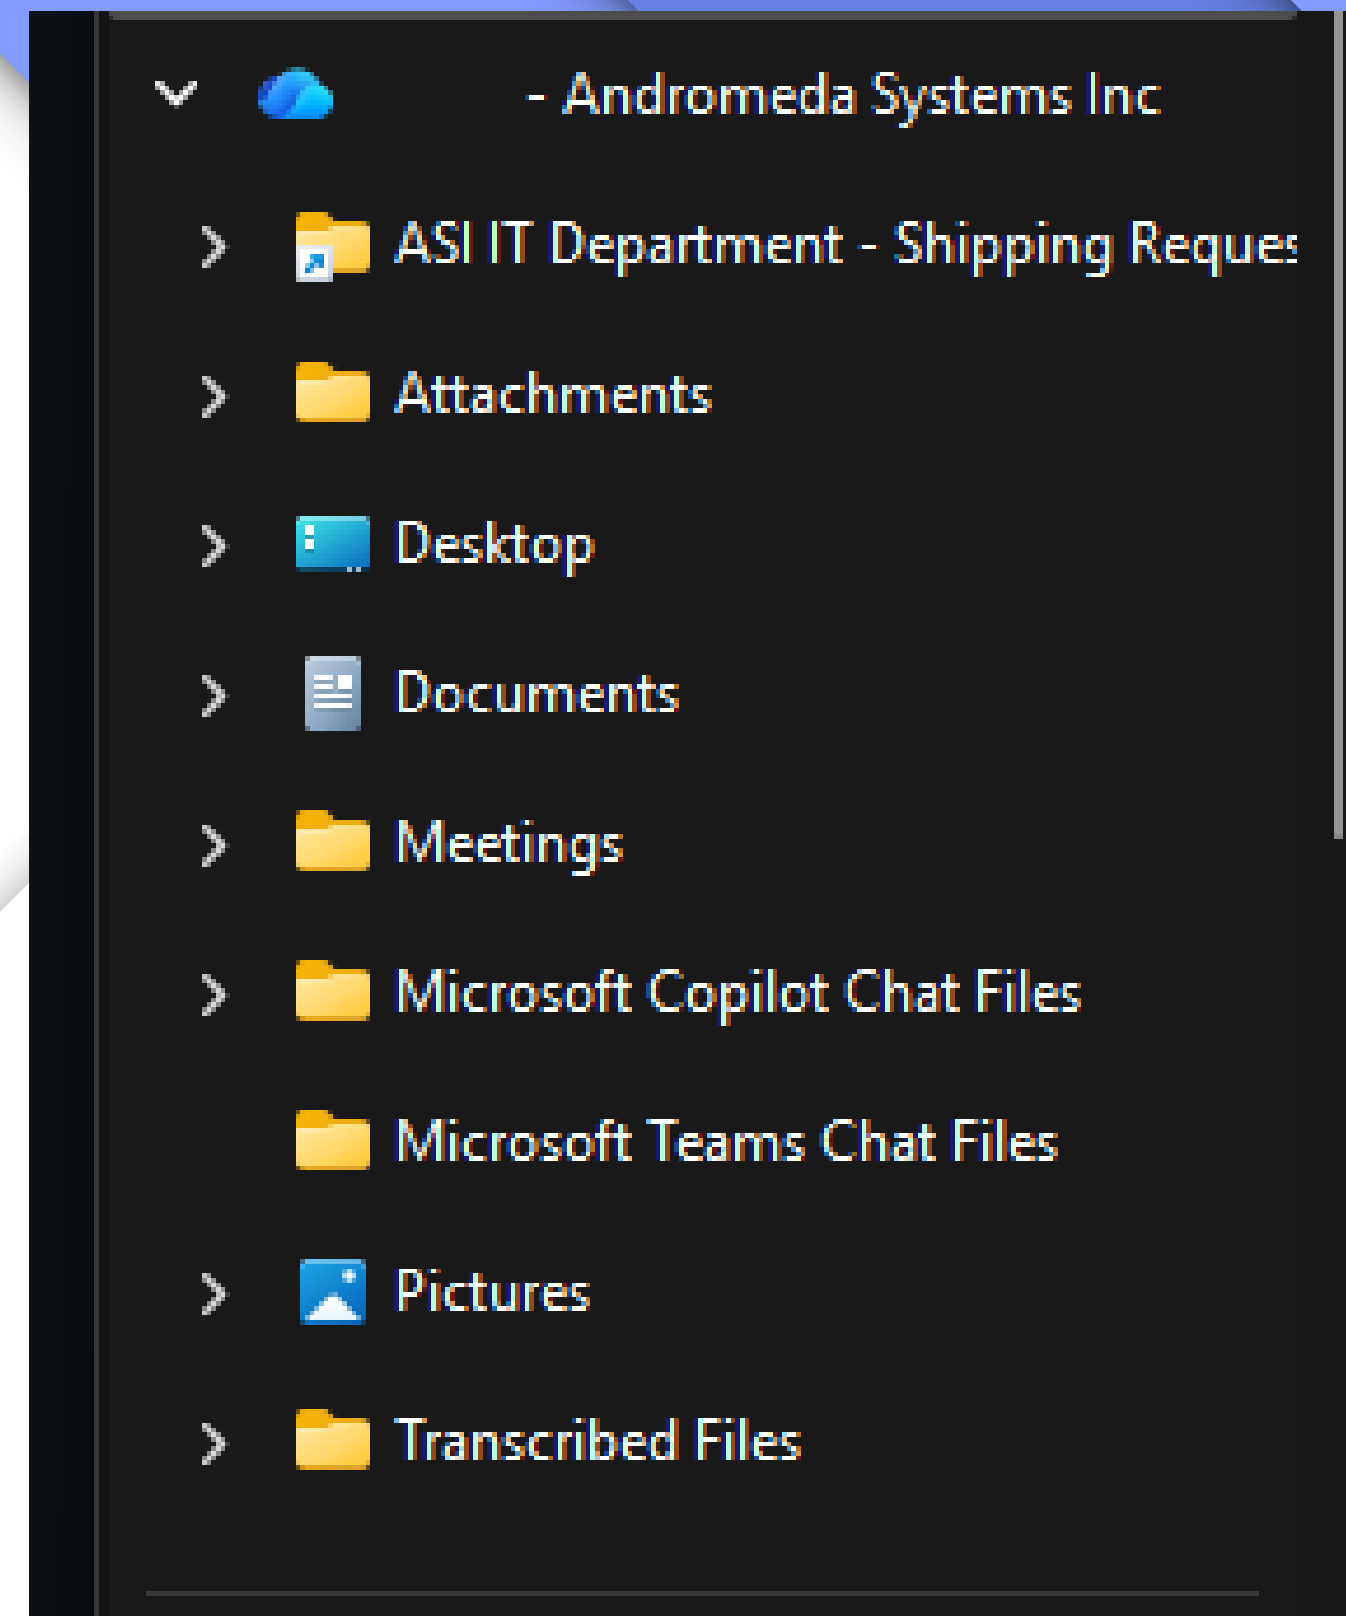 - Andromeda Systems Inc
ASI IT Department - Shipping Reques
Attachments
Desktop
Documents
Meetings
Microsoft Copilot Chat Files
Microsoft Teams Chat Files
Pictures
Transcribed Files